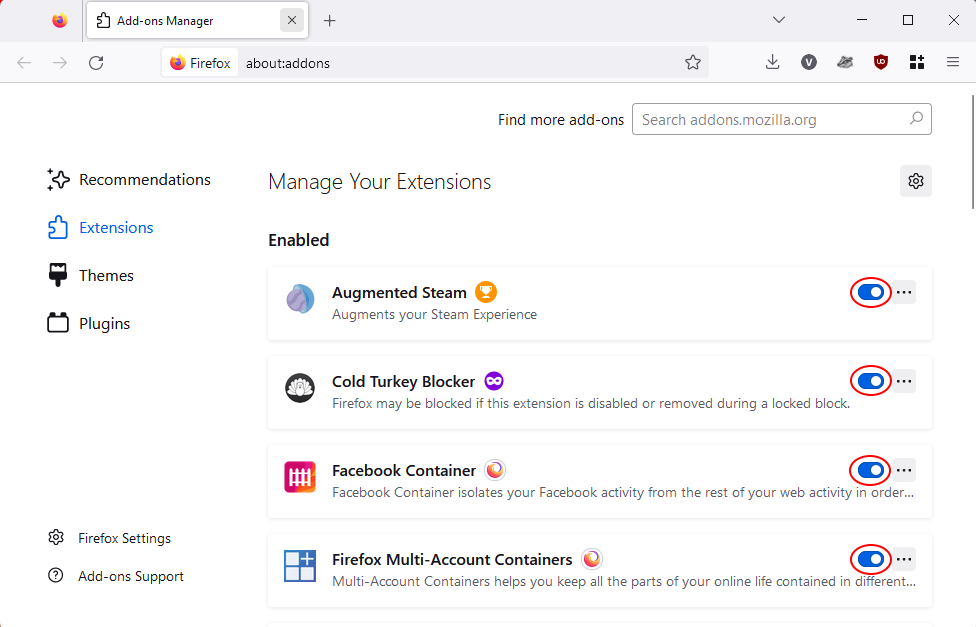 Add-ons Manager
Firefox about:addons
Find more add-ons Search addons.mozilla.org
Recommendations
Extensions
Themes
Plugins
Firefox Settings
Add-ons Support
Manage Your Extensions
Enabled
Augmented Steam
Augments your Steam Experience
Cold Turkey Blocker
Firefox may be blocked if this extension is disabled or removed during a locked block.
Facebook Container
Facebook Container isolates your Facebook activity from the rest of your web activity in order...
Firefox Multi-Account Containers
Multi-Account Containers helps you keep all the parts of your online life contained in different...